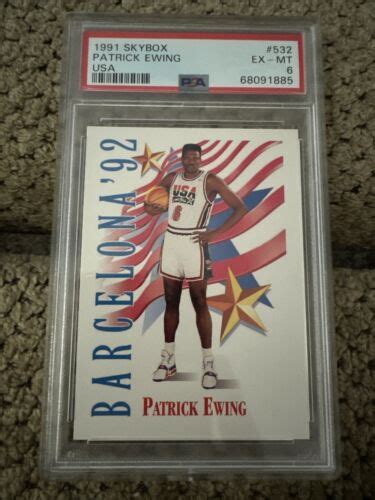 1991 SKYBOX #532
PATRICK EWING EX-MT
USA 6
PSA 68091885
BARCELONA '92
USA
6
PATRICK EWING